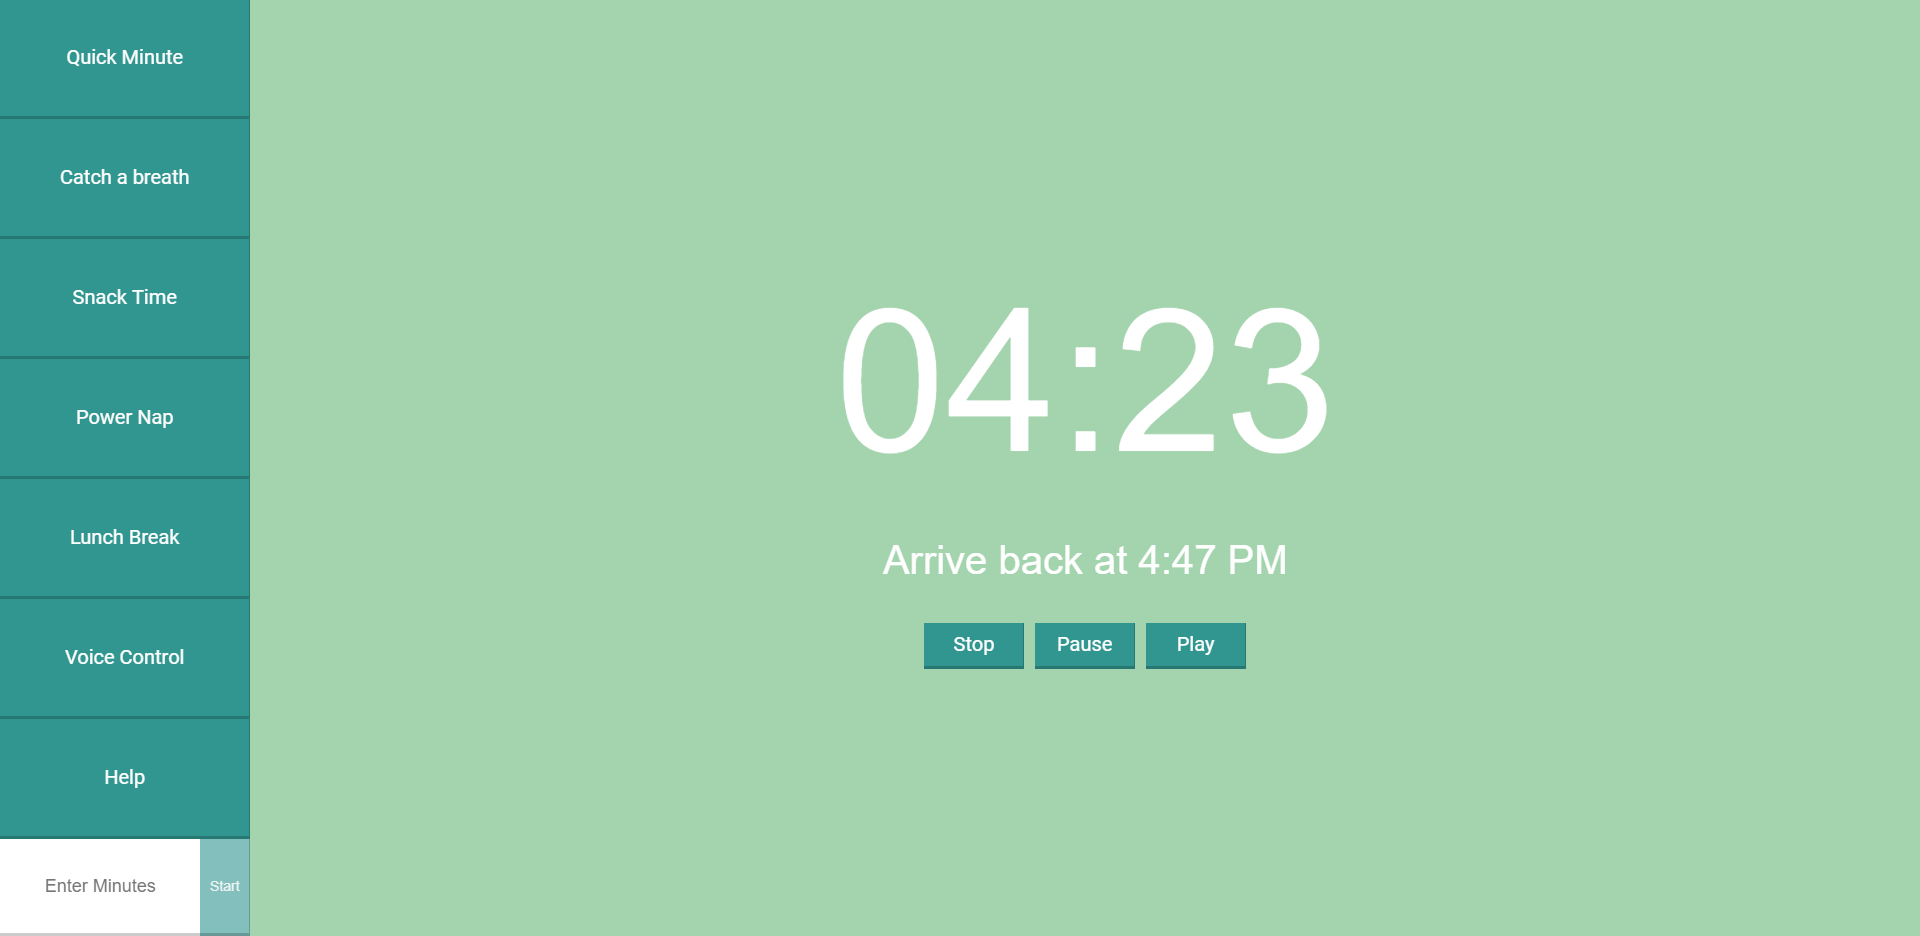 Quick Minute
Catch a breath
Snack Time
Power Nap
Lunch Break
Voice Control
Help
Enter Minutes
Start
04:23
Arrive back at 4:47 PM
Stop
Pause
Play